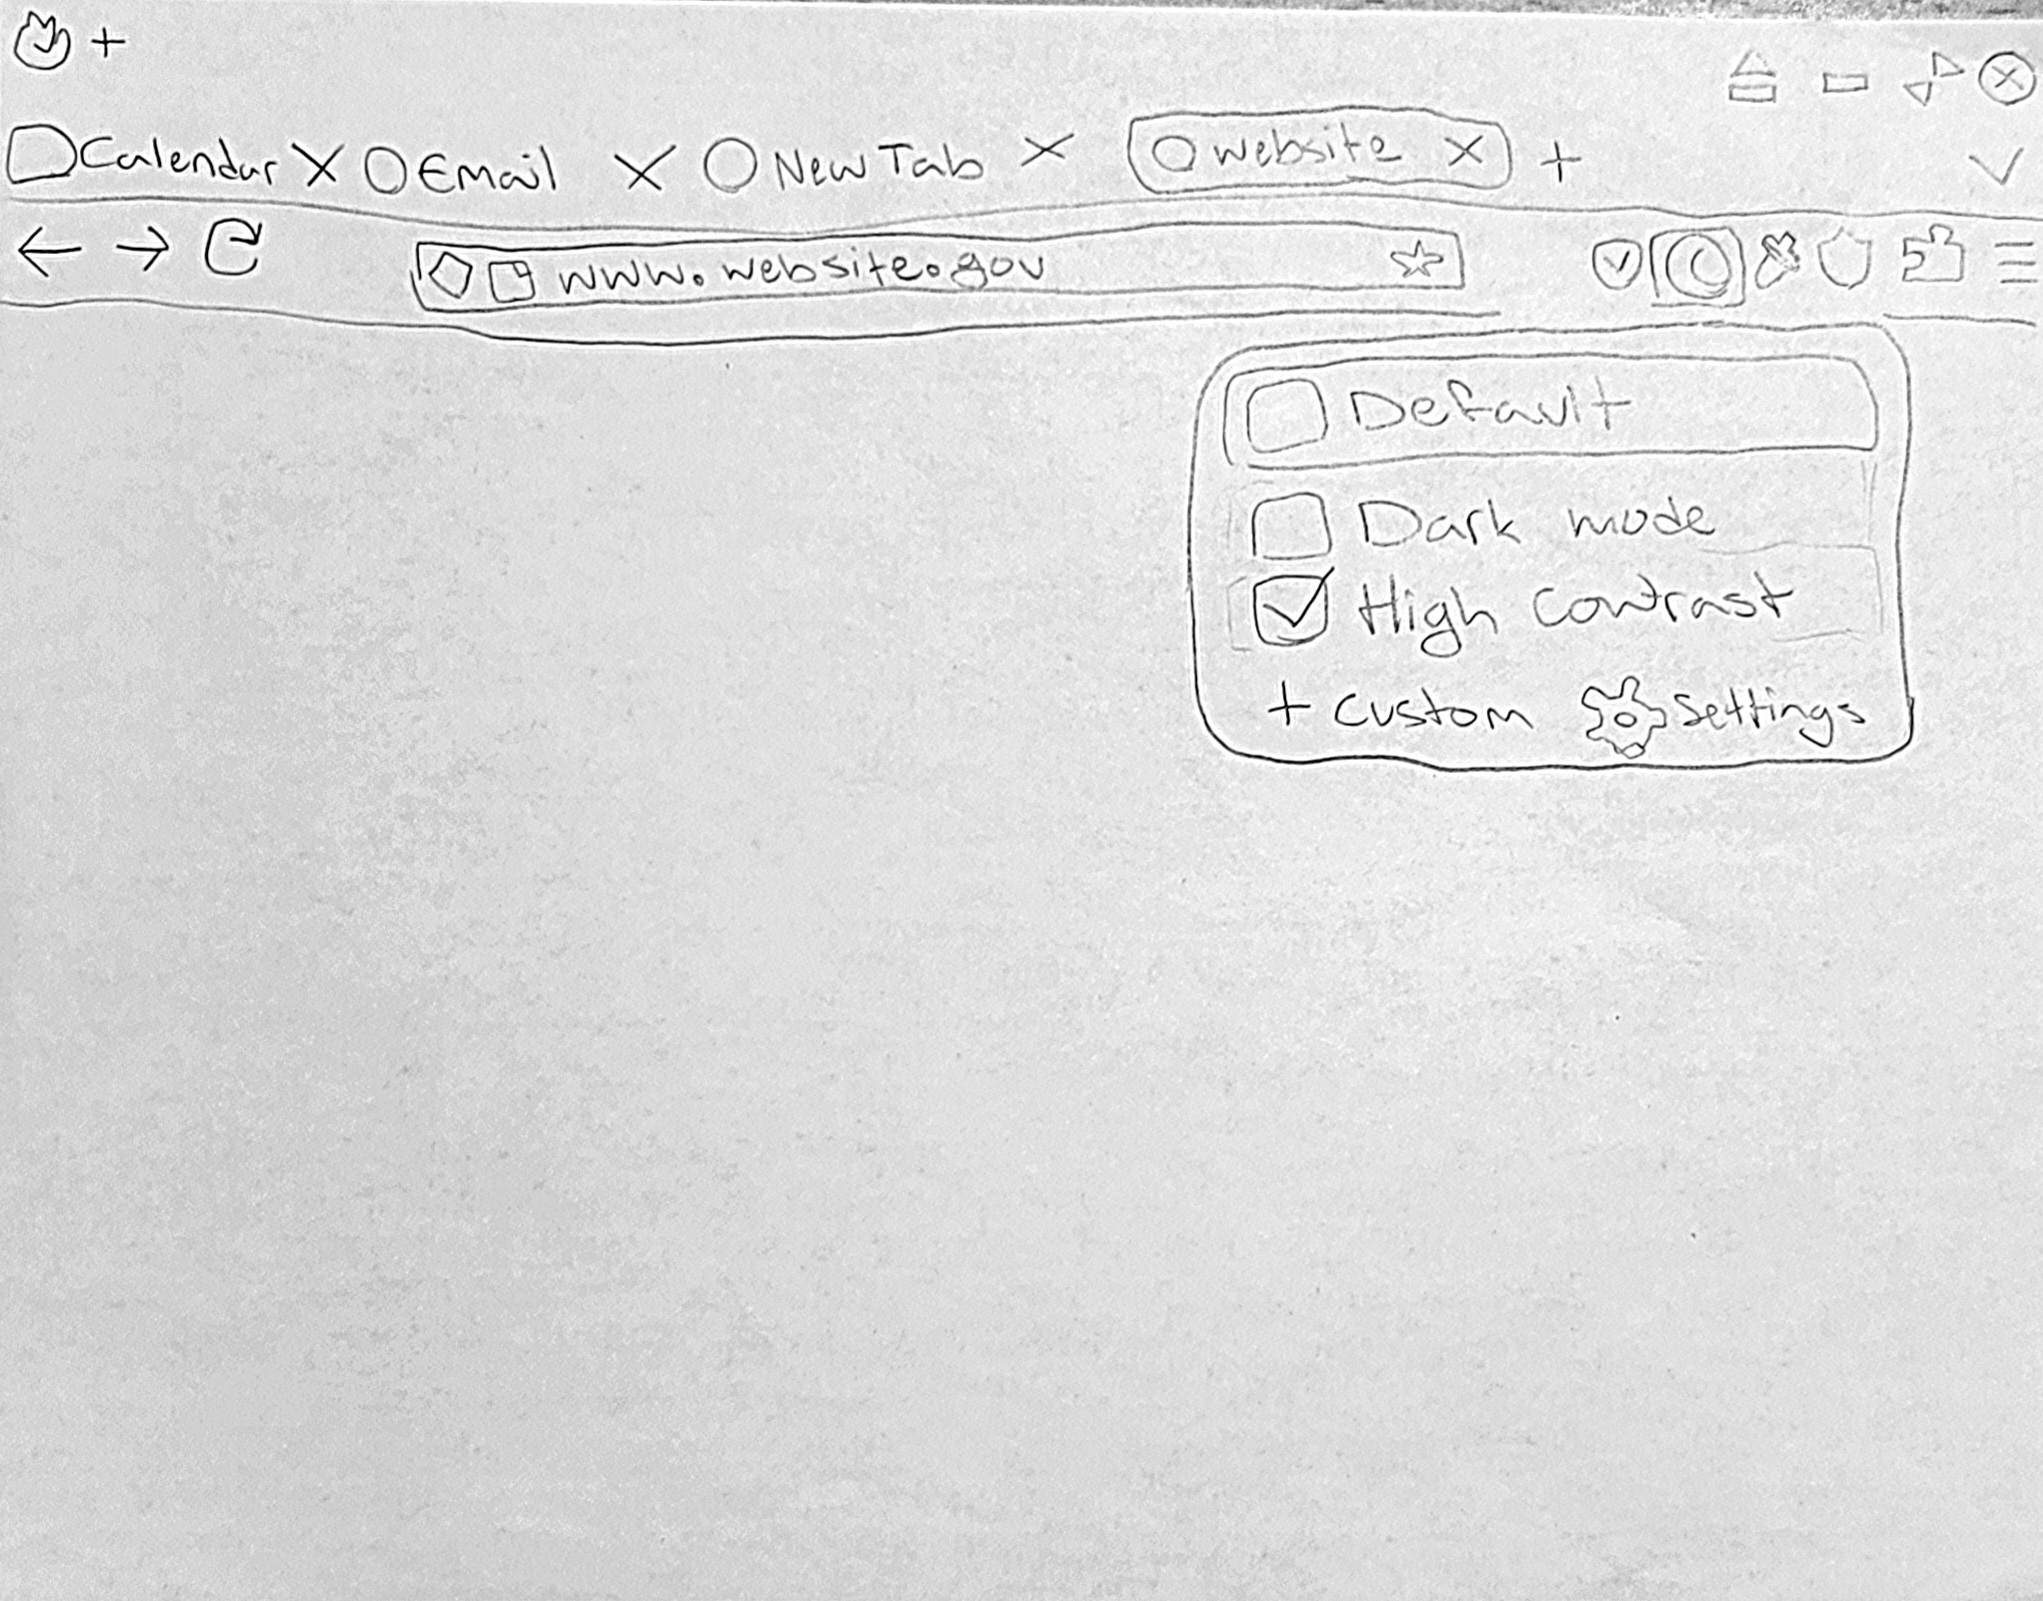 Calendar Email New Tab website
www.website.gov
Default
Dark mode
High Contrast
+ custom settings